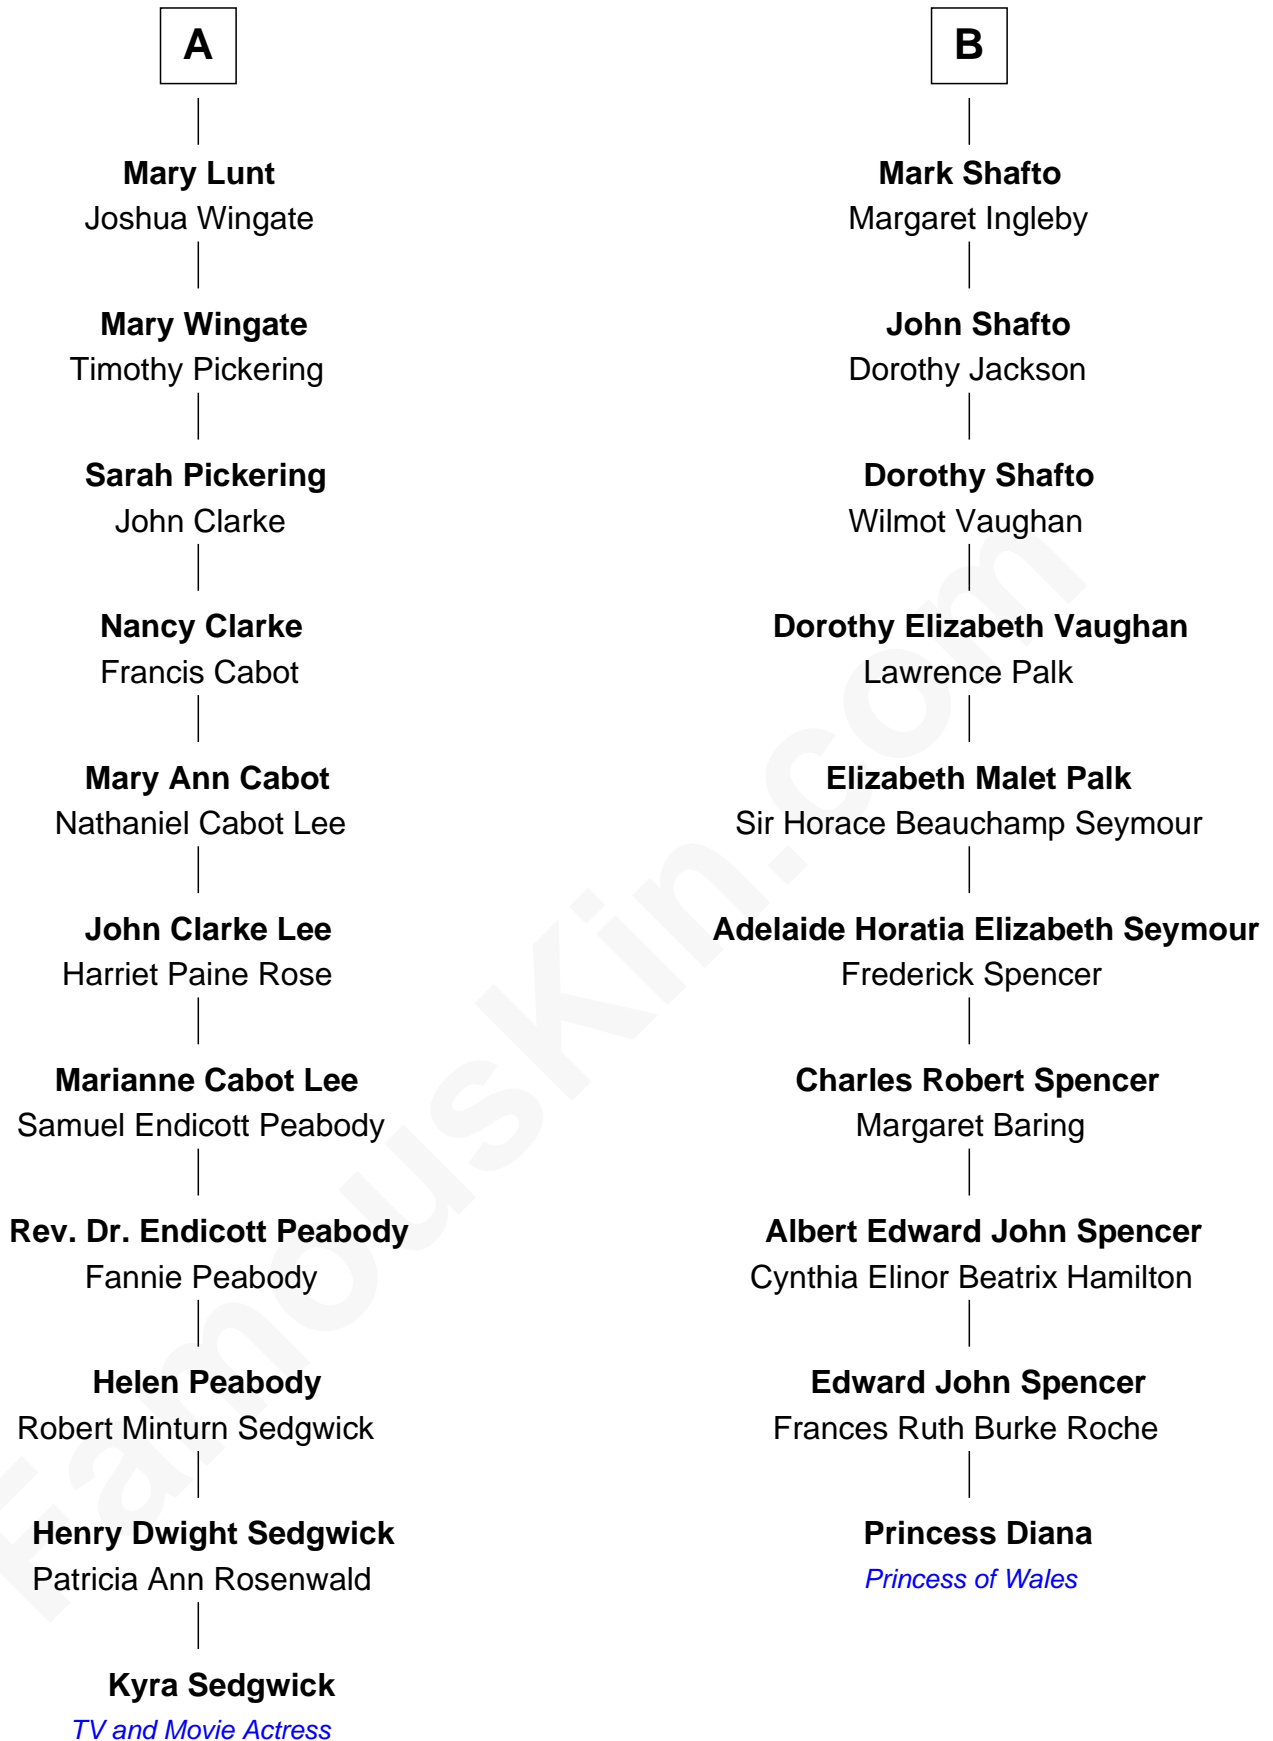 A
Mary Lunt
Joshua Wingate
Mary Wingate
Timothy Pickering
Sarah Pickering
John Clarke
Nancy Clarke
Francis Cabot
Mary Ann Cabot
Nathaniel Cabot Lee
John Clarke Lee
Harriet Paine Rose
Marianne Cabot Lee
Samuel Endicott Peabody
Rev. Dr. Endicott Peabody
Fannie Peabody
Helen Peabody
Robert Minturn Sedgwick
Henry Dwight Sedgwick
Patricia Ann Rosenwald
Kyra Sedgwick
TV and Movie Actress
B
Mark Shafto
Margaret Ingleby
John Shafto
Dorothy Jackson
Dorothy Shafto
Wilmot Vaughan
Dorothy Elizabeth Vaughan
Lawrence Palk
Elizabeth Malet Palk
Sir Horace Beauchamp Seymour
Adelaide Horatia Elizabeth Seymour
Frederick Spencer
Charles Robert Spencer
Margaret Baring
Albert Edward John Spencer
Cynthia Elinor Beatrix Hamilton
Edward John Spencer
Frances Ruth Burke Roche
Princess Diana
Princess of Wales
FamousKin.com